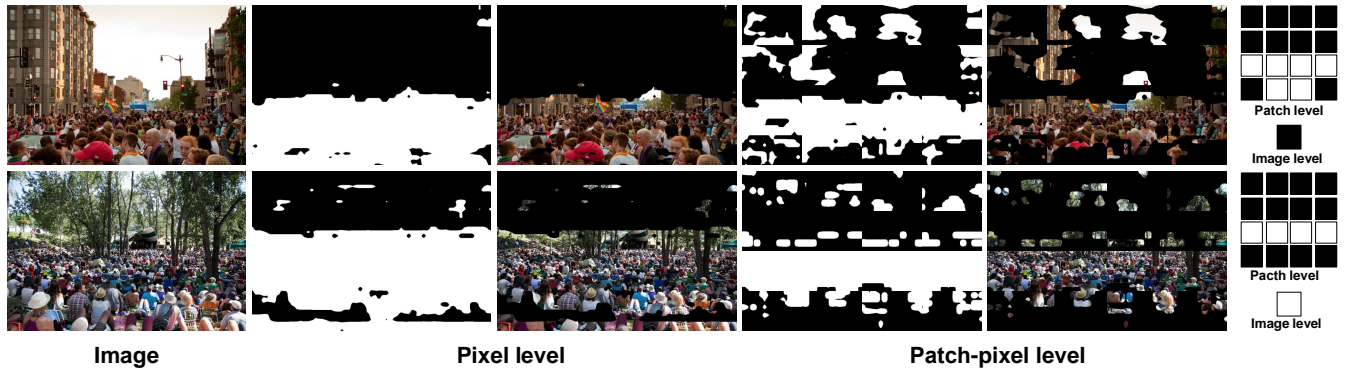 Patch level
Image level
Pacth level
Image level
Image
Pixel level
Patch-pixel level